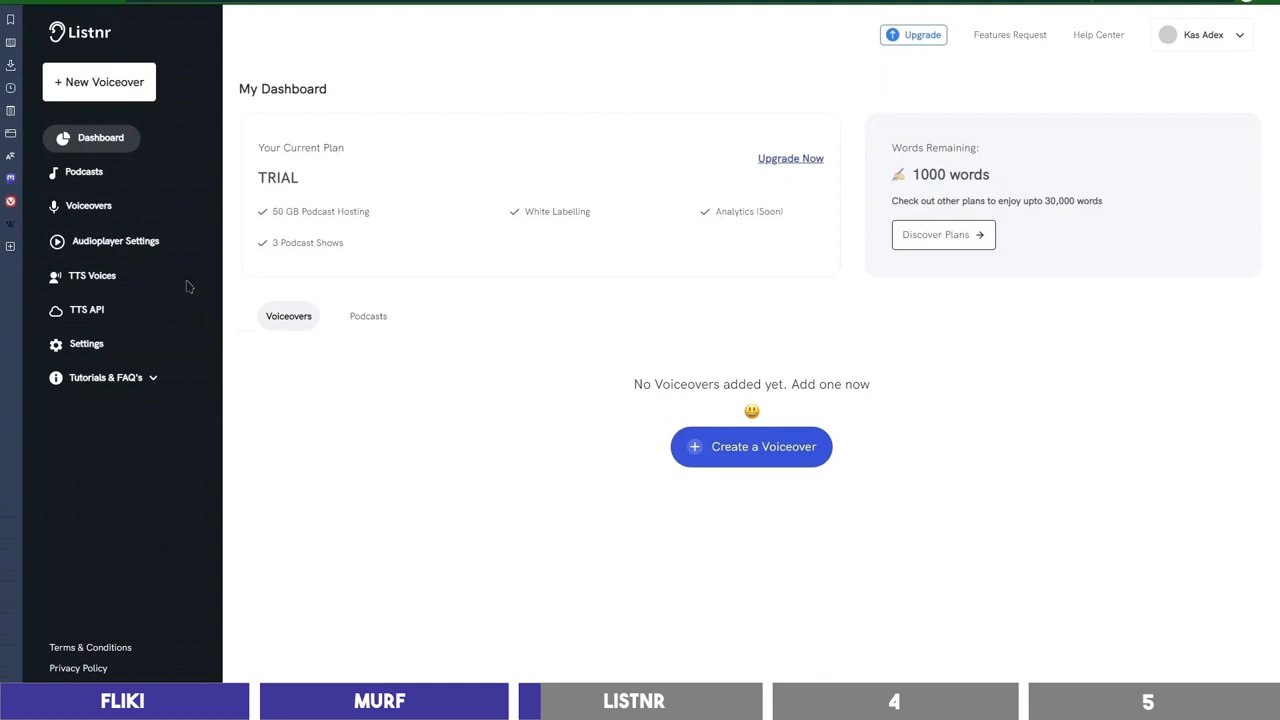 Listnr
+ New Voiceover
Dashboard
Podcasts
Voiceovers
Audioplayer Settings
TTS Voices
TTS API
Settings
Tutorials & FAQ's
Terms & Conditions
Privacy Policy
Upgrade
Features Request
Help Center
Kas Adex
My Dashboard
Your Current Plan
Upgrade Now
TRIAL
50 GB Podcast Hosting
White Labelling
Analytics (Soon)
3 Podcast Shows
Words Remaining:
1000 words
Check out other plans to enjoy upto 30,000 words
Discover Plans →
Voiceovers
Podcasts
No Voiceovers added yet. Add one now
+ Create a Voiceover
FLIKI
MURF
LISTNR
4
5